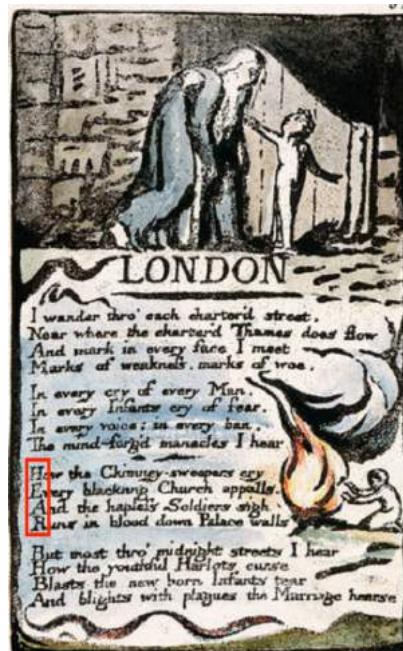 LONDON
I wander thro' each charter'd street,
Near where the charter'd Thames does flow
And mark in every face I meet
Marks of weakness, marks of woe.
In every cry of every Man,
In every Infants cry of fear,
In every voice; in every ban,
The mind-forg'd manacles I hear
How the Chimney-sweepers cry
Every blackning Church appalls,
And the hapless Soldiers sigh
Runs in blood down Palace walls
But most thro' midnight streets I hear
How the youthful Harlots curse
Blasts the new born Infants tear
And blights with plagues the Marriage hearse